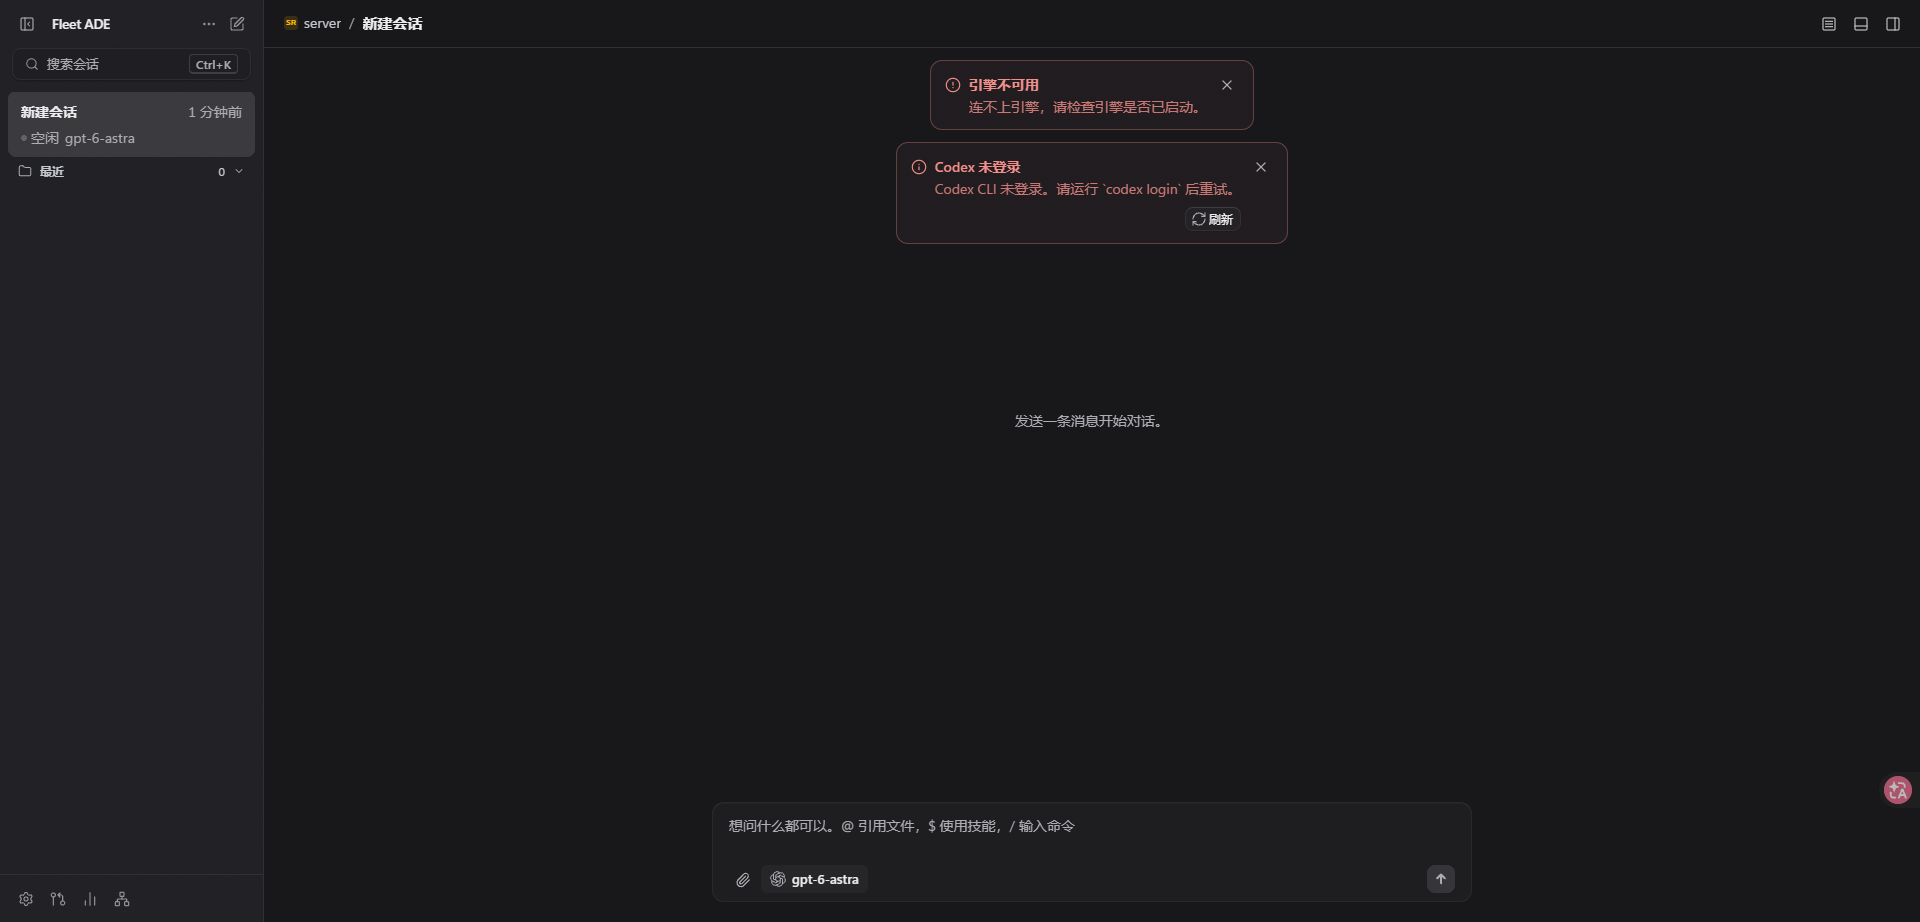 Fleet ADE
搜索会话
Ctrl+K
新建会话
1 分钟前
空闲 gpt-6-astra
最近
0
SR server / 新建会话
引擎不可用
连不上引擎，请检查引擎是否已启动。
Codex 未登录
Codex CLI 未登录。请运行 `codex login` 后重试。
刷新
发送一条消息开始对话。
想问什么都可以。@ 引用文件，$ 使用技能，/ 输入命令
gpt-6-astra